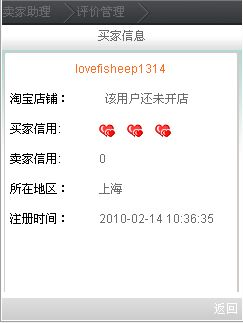 卖家助理 评价管理
买家信息
lovefisheep1314
淘宝店铺： 该用户还未开店
买家信用:
卖家信用: 0
所在地区： 上海
注册时间： 2010-02-14 10:36:35
返回